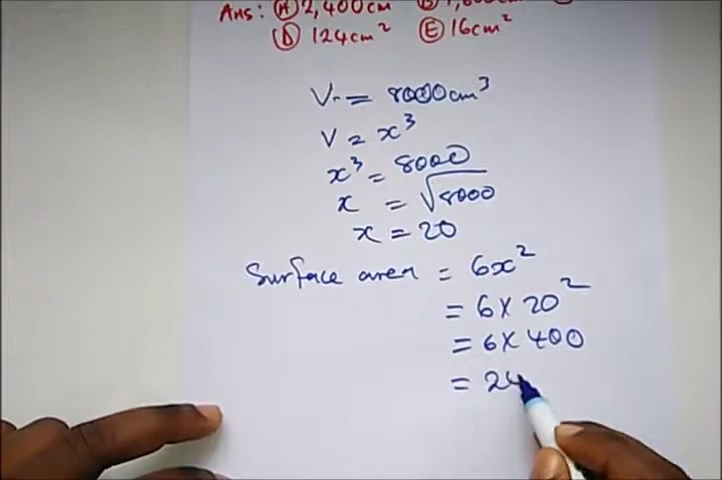 Ans: Ⓐ 2,400cm Ⓑ
Ⓓ 124cm² Ⓔ 16cm²
V = 8000cm³
V = x³
x³ = 8000
x = √8000
x = 20
Surface area = 6x²
= 6 × 20²
= 6 × 400
= 24